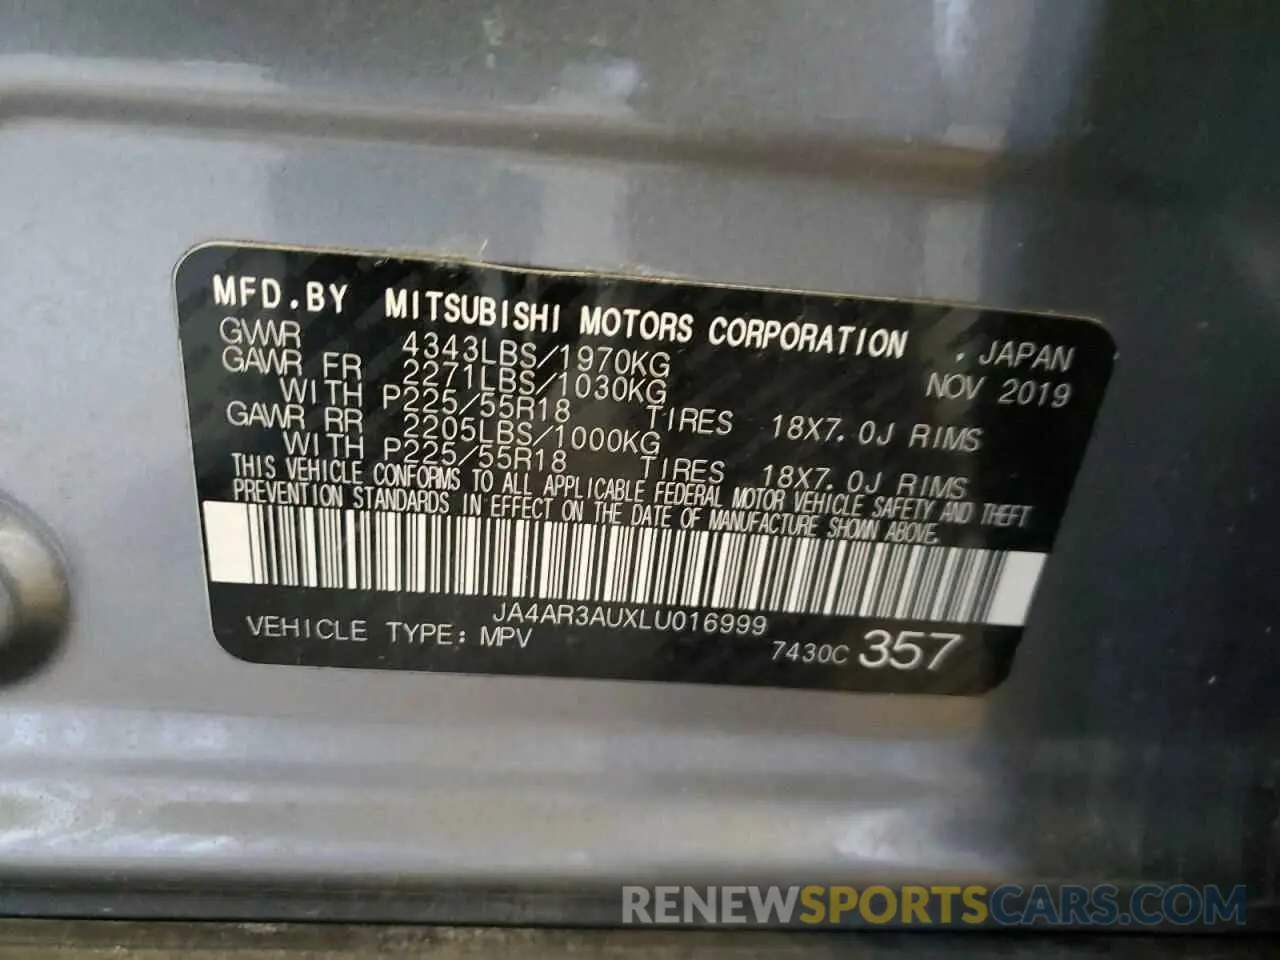 MFD.BY MITSUBISHI MOTORS CORPORATION . JAPAN
GVWR 4343LBS/1970KG NOV 2019
GAWR FR 2271LBS/1030KG
WITH P225/55R18 TIRES 18X7.0J RIMS
GAWR RR 2205LBS/1000KG
WITH P225/55R18 TIRES 18X7.0J RIMS
THIS VEHICLE CONFORMS TO ALL APPLICABLE FEDERAL MOTOR VEHICLE SAFETY AND THEFT
PREVENTION STANDARDS IN EFFECT ON THE DATE OF MANUFACTURE SHOWN ABOVE.
JA4AR3AUXLU016999
VEHICLE TYPE: MPV 7430C 357
RENEWSPORTSCARS.COM